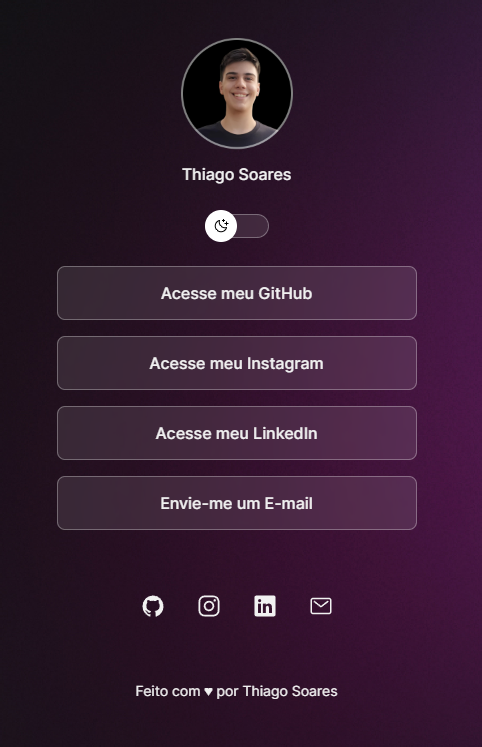 Thiago Soares
Acesse meu GitHub
Acesse meu Instagram
Acesse meu LinkedIn
Envie-me um E-mail
in
Feito com ♥ por Thiago Soares